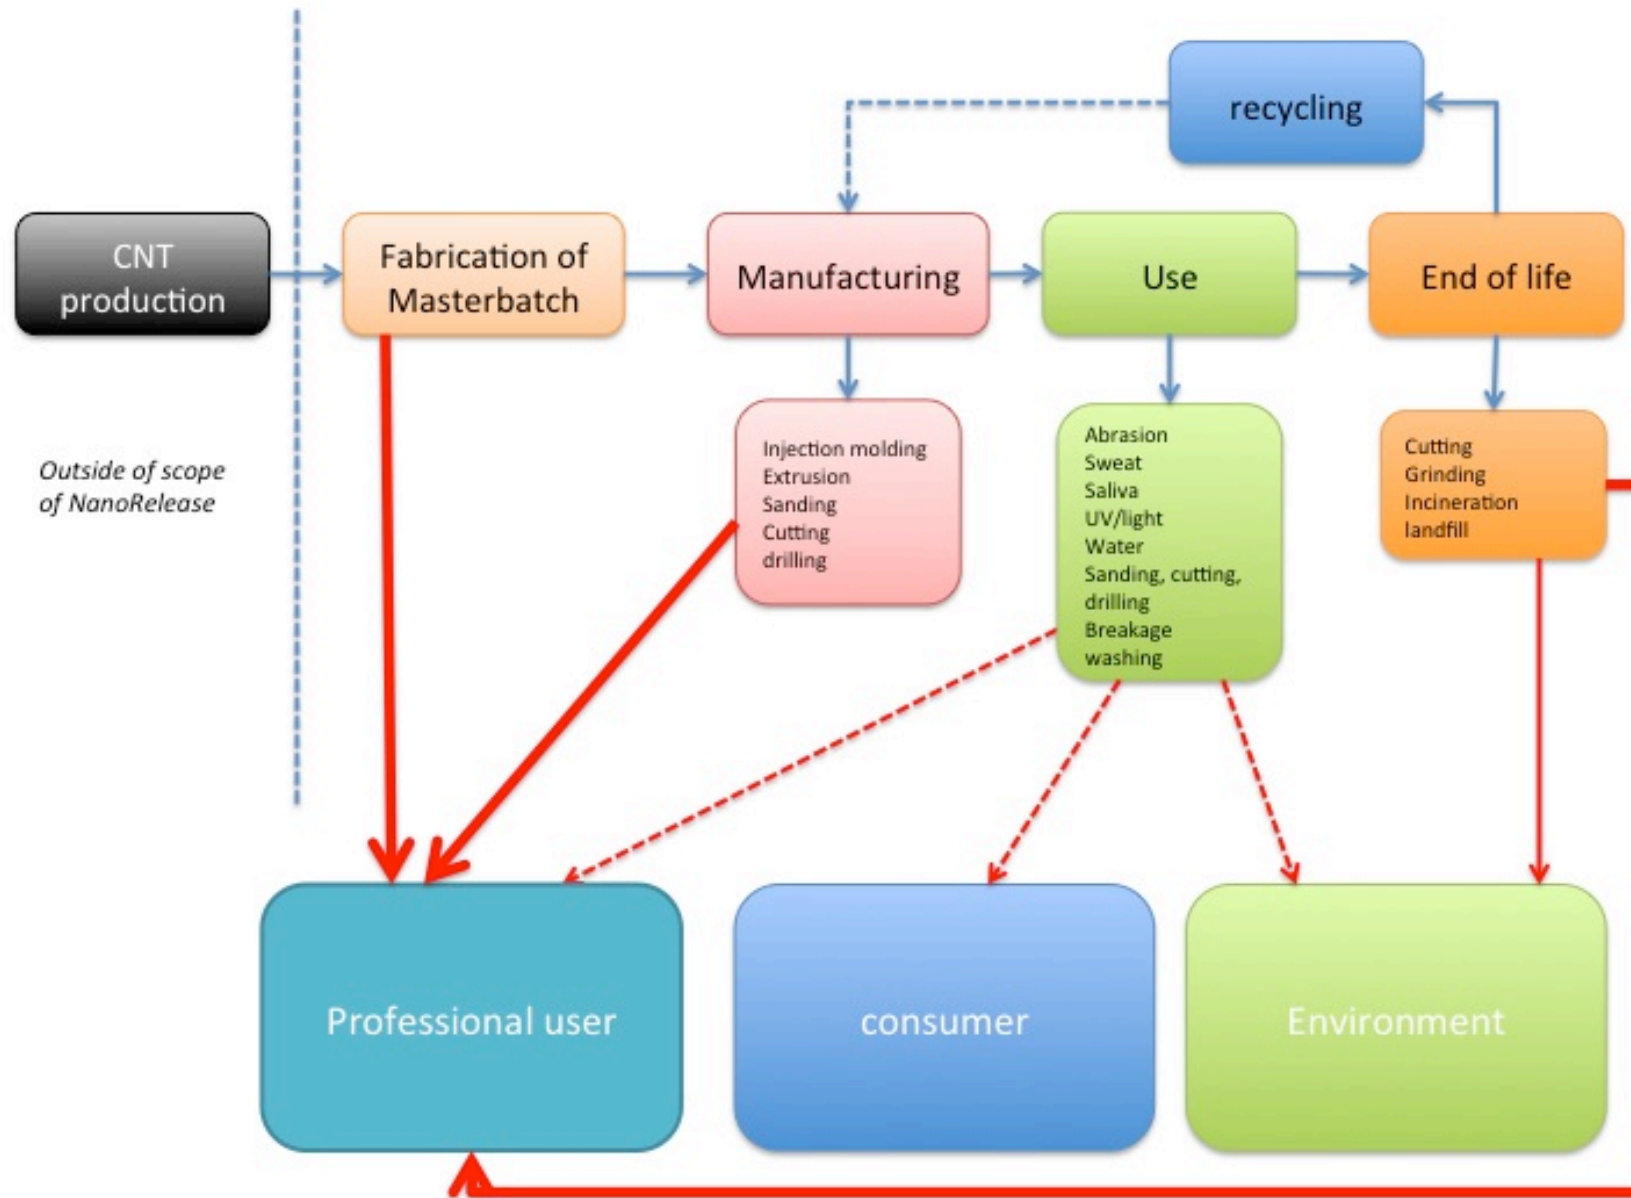 recycling
CNT
production
Fabrication of
Masterbatch
Manufacturing
Use
End of life
Outside of scope
of NanoRelease
Injection molding
Extrusion
Sanding
Cutting
drilling
Abrasion
Sweat
Saliva
UV/light
Water
Sanding, cutting,
drilling
Breakage
washing
Cutting
Grinding
Incineration
landfill
Professional user
consumer
Environment